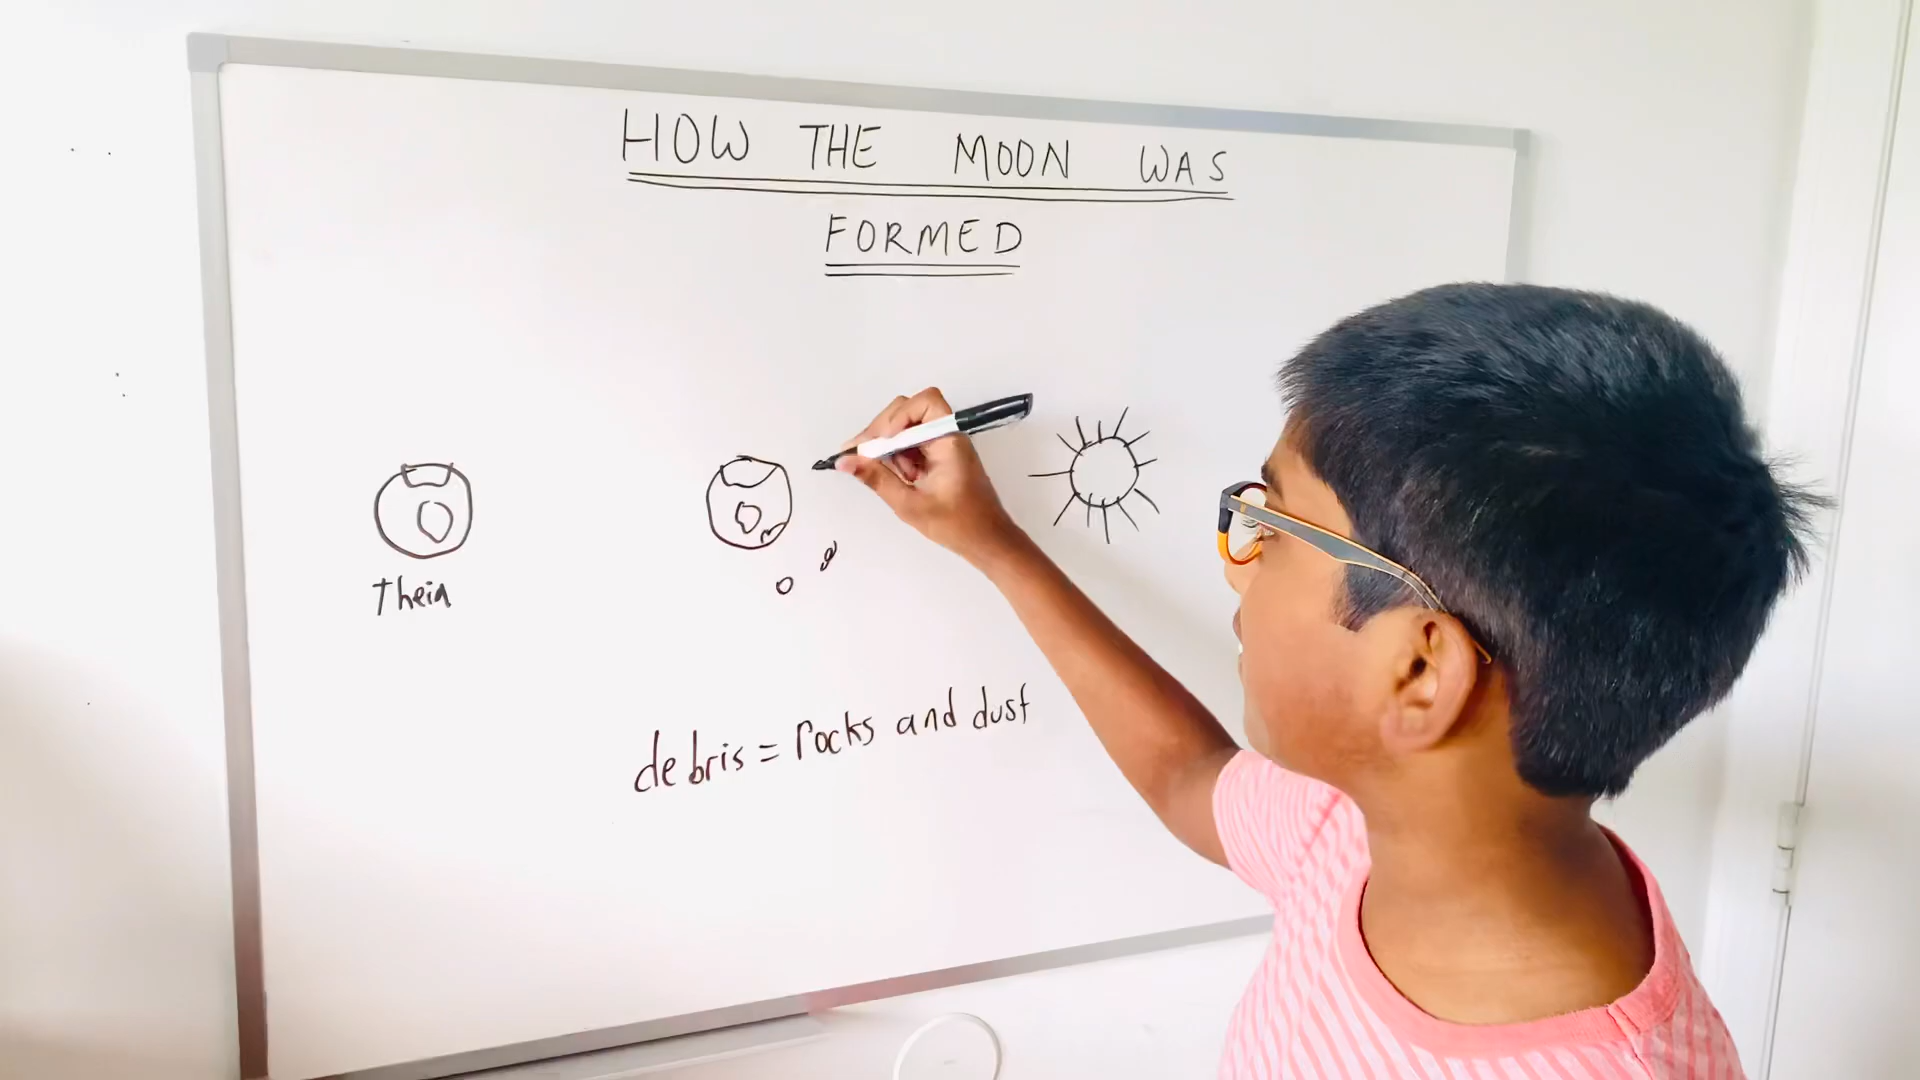 HOW THE MOON WAS
FORMED
Theia
debris = rocks and dust